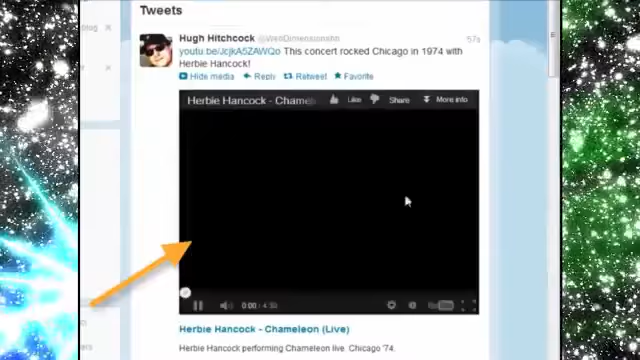 Tweets
Hugh Hitchcock
57s
youtu.be/JcjkA5ZAWQo This concert rocked Chicago in 1974 with
Herbie Hancock!
Hide media Reply Retweet Favorite
Herbie Hancock - Chamel Like Share More info
0:00 / 4:30
Herbie Hancock - Chameleon (Live)
Herbie Hancock performing Chameleon live. Chicago '74.